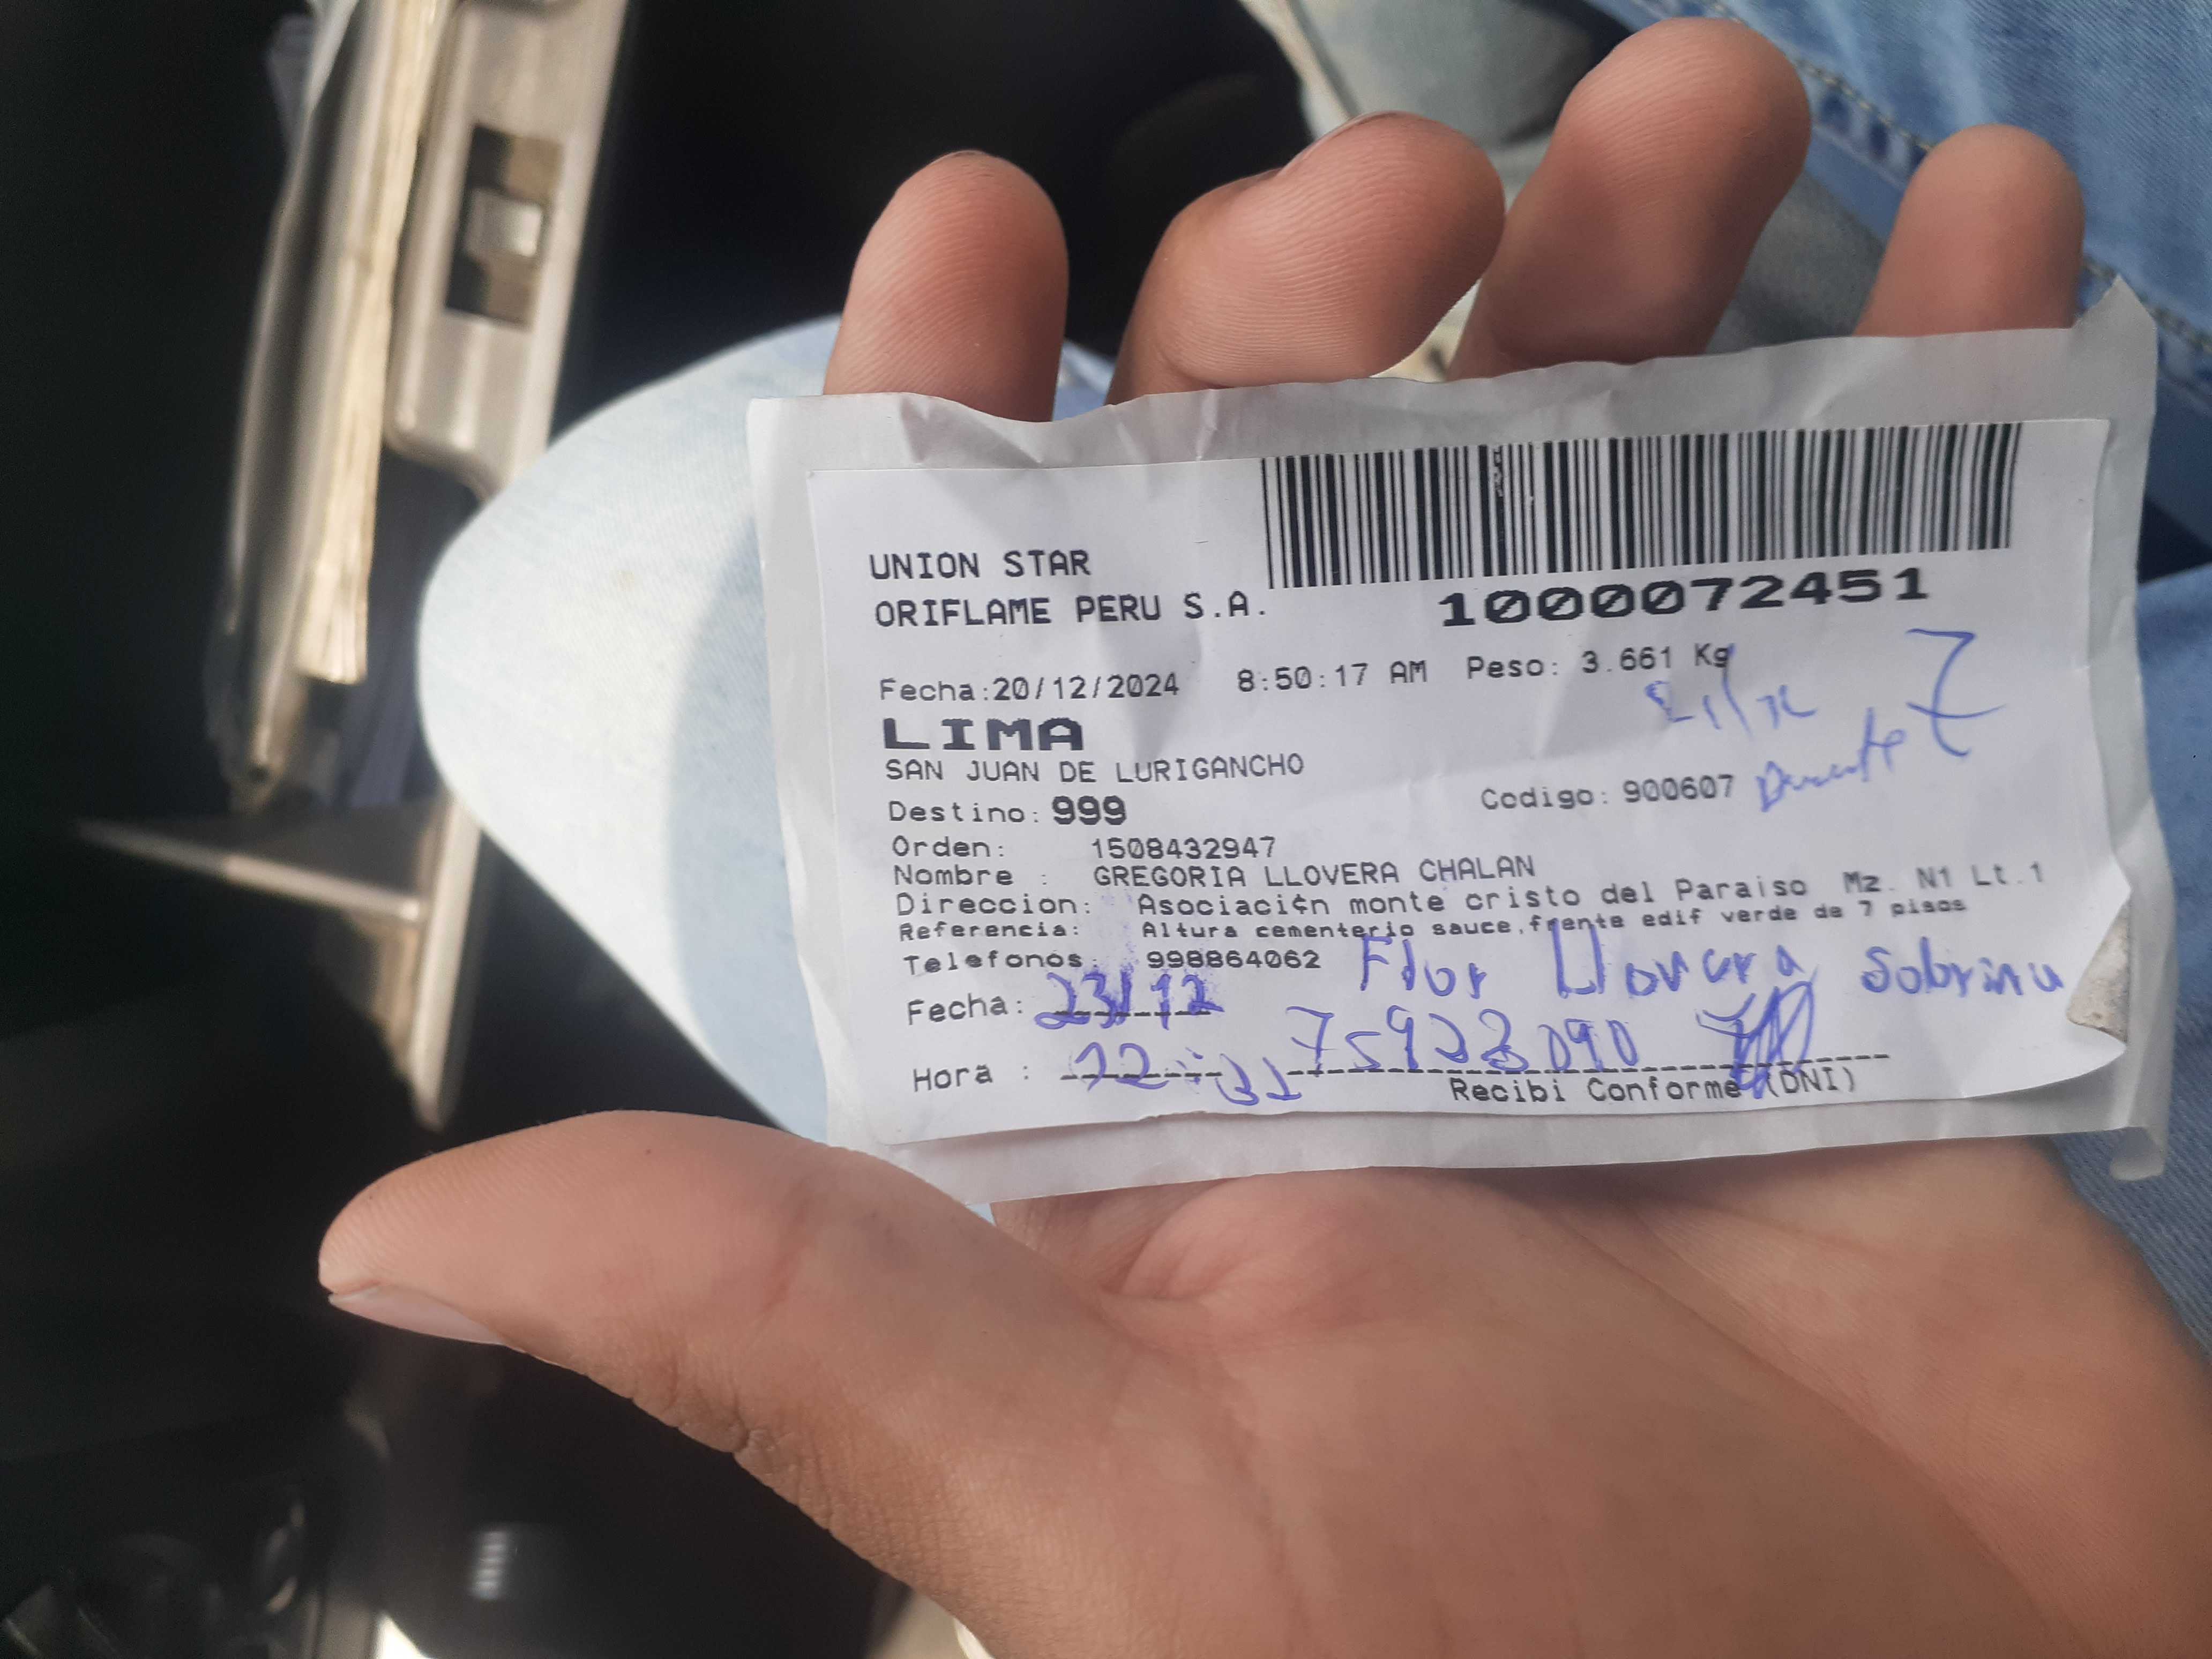 UNION STAR
ORIFLAME PERU S.A.
1000072451
Fecha:20/12/2024 8:50:17 AM Peso: 3.661 Kg
LIMA
7
SAN JUAN DE LURIGANCHO
Destino: 999 Codigo: 900607
Orden: 1508432947
Nombre : GREGORIA LLOVERA CHALAN
Direccion: Asociaci¢n monte cristo del Paraiso Mz. N1 Lt.1
Referencia: Altura cementerio sauce,frente edif verde de 7 pisos
Telefonos: 998864062 Flor Llovera Sobrina
Fecha: 23/12
Hora :
Recibi Conforme (DNI)